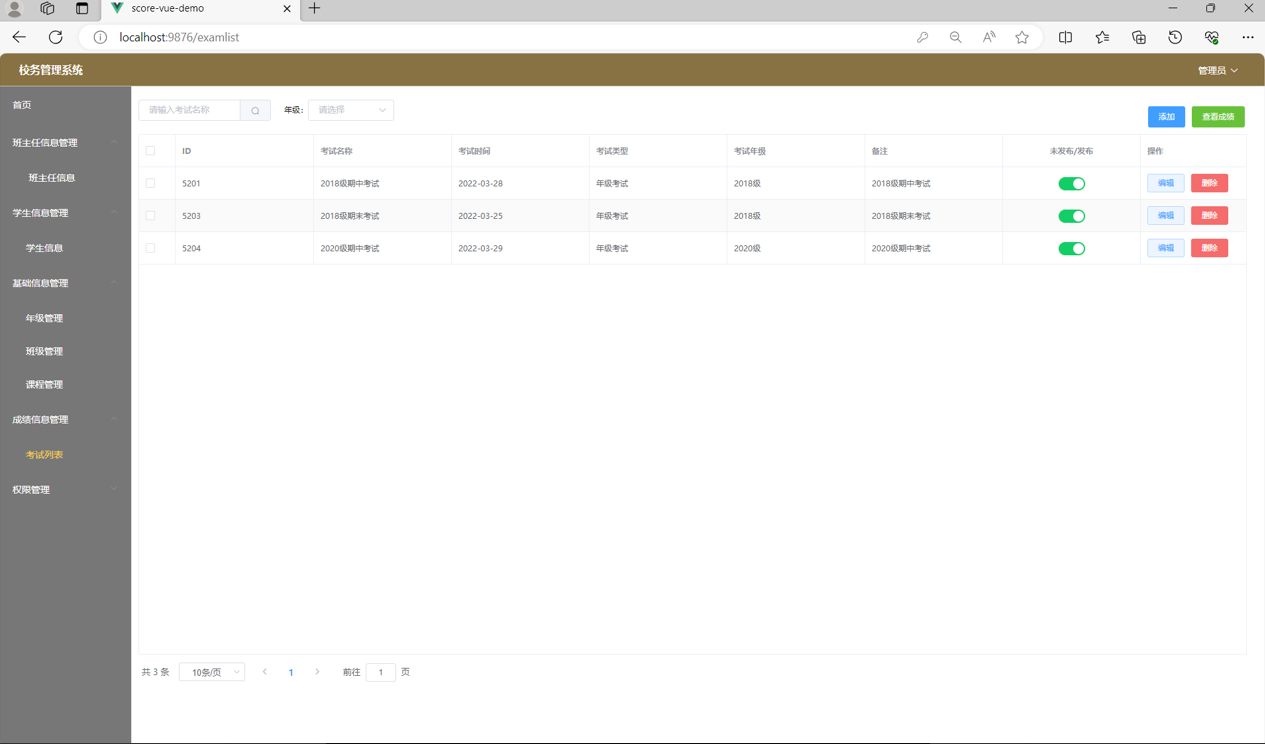 score-vue-demo
localhost:9876/examlist
校务管理系统
管理员
首页
班主任信息管理
班主任信息
学生信息管理
学生信息
基础信息管理
年级管理
班级管理
课程管理
成绩信息管理
考试列表
权限管理
请输入考试名称 年级: 请选择
添加 查看成绩
ID 考试名称 考试时间 考试类型 考试年级 备注 未发布/发布 操作
5201 2018级期中考试 2022-03-28 年级考试 2018级 2018级期中考试 编辑 删除
5203 2018级期末考试 2022-03-25 年级考试 2018级 2018级期末考试 编辑 删除
5204 2020级期中考试 2022-03-29 年级考试 2020级 2020级期中考试 编辑 删除
共 3 条 10条/页 1 前往 1 页